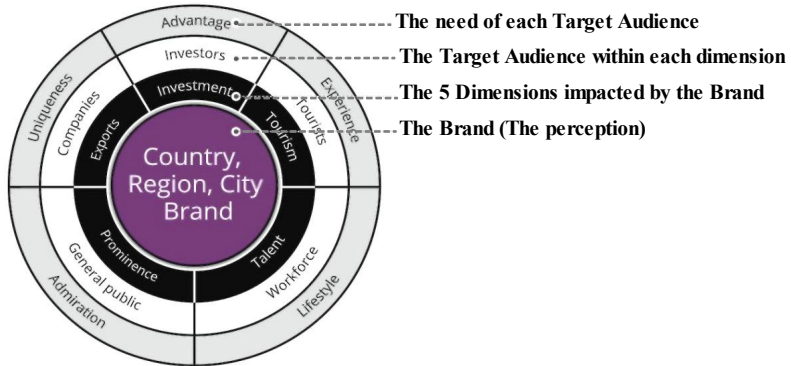 Advantage
The need of each Target Audience
Investors
The Target Audience within each dimension
Investment
The 5 Dimensions impacted by the Brand
The Brand (The perception)
Uniqueness
Companies
Exports
Tourism
Tourists
Experience
Country,
Region, City
Brand
Prominence
General public
Admiration
Talent
Workforce
Lifestyle